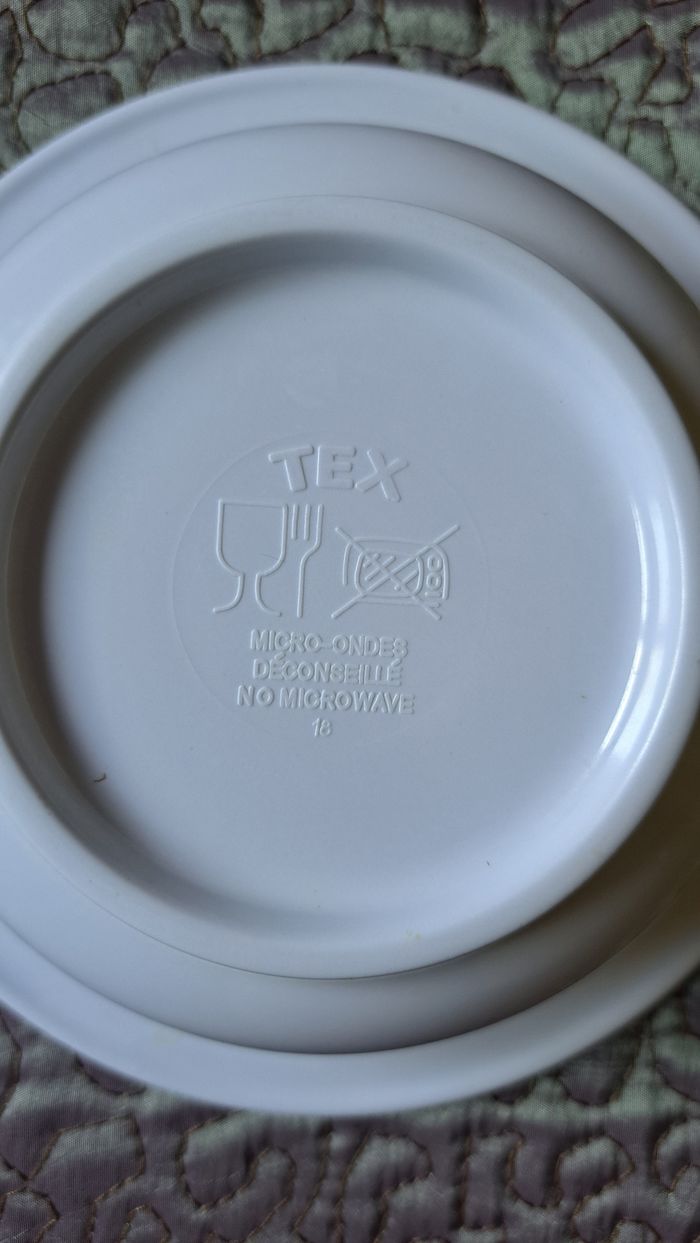 TEX
MICRO-ONDES
DÉCONSEILLÉ
NO MICROWAVE
18